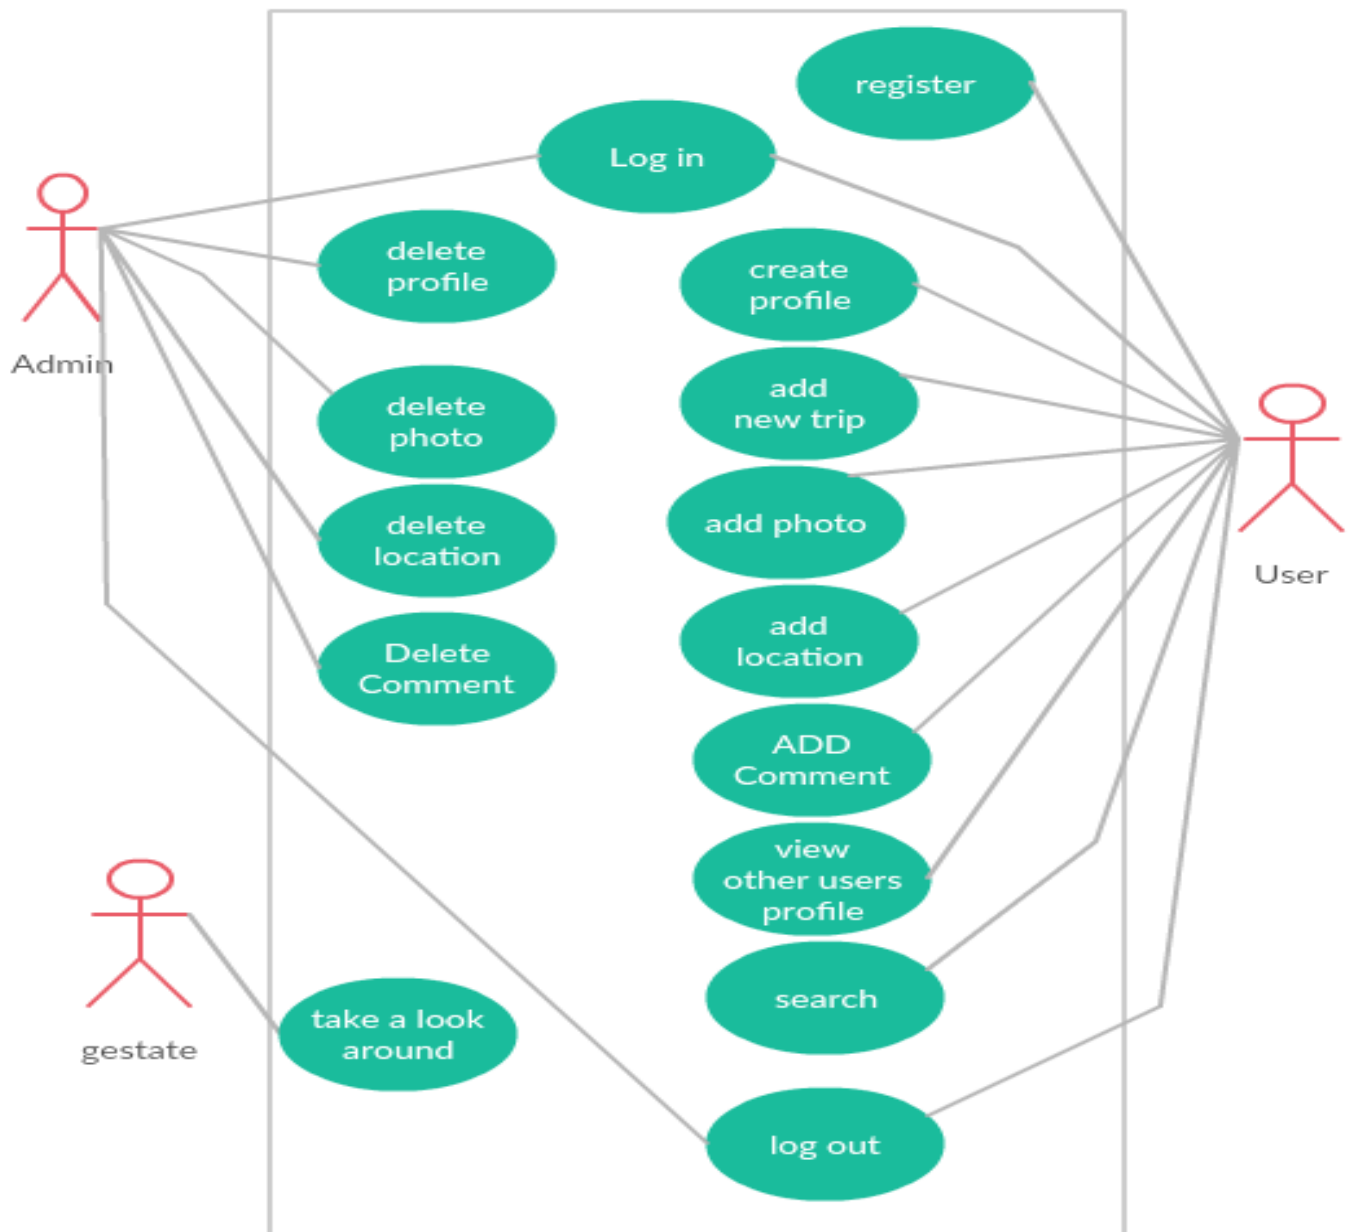 register
Log in
delete
profile
create
profile
Admin
add
new trip
delete
photo
add photo
delete
location
User
add
location
Delete
Comment
ADD
Comment
view
other users
profile
search
take a look
around
gestate
log out